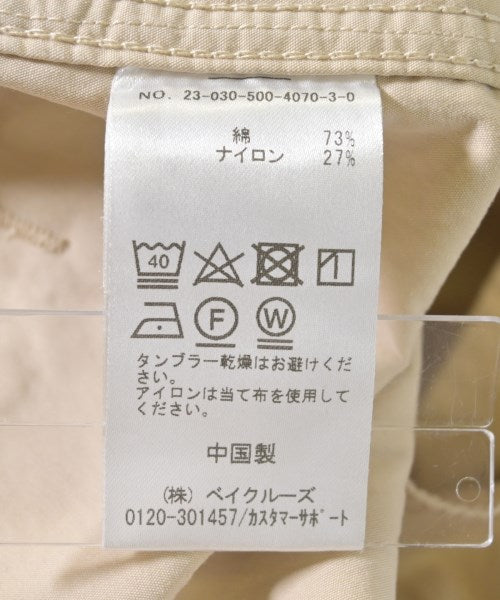 NO. 23-030-500-4070-3-0
綿 73%
ナイロン 27%
40
F W
タンブラー乾燥はお避けくだ
さい。
アイロンは当て布を使用して
ください。
中国製
(株) ベイクルーズ
0120-301457/カスタマーサポート